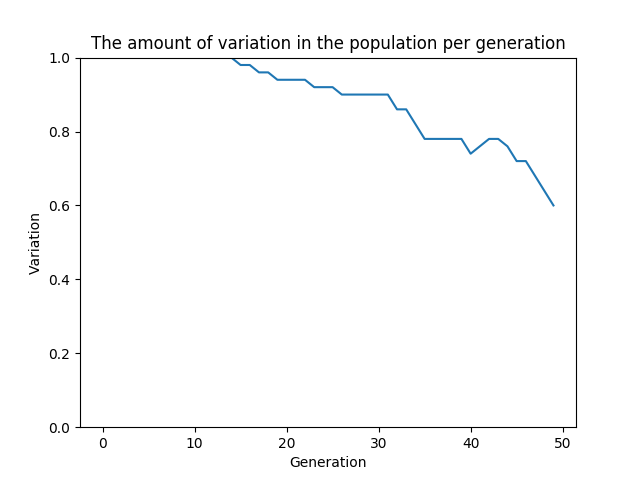 The amount of variation in the population per generation
1.0
0.8
0.6
0.4
0.2
0.0
Variation
0 10 20 30 40 50
Generation